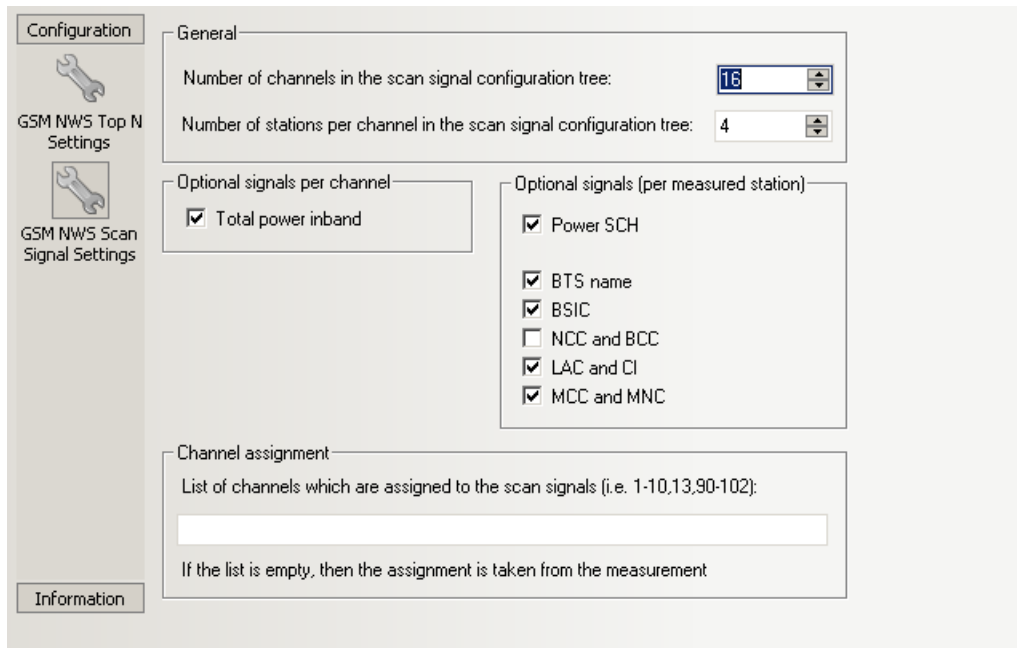 Configuration
GSM NWS Top N
Settings
GSM NWS Scan
Signal Settings
Information
General
Number of channels in the scan signal configuration tree: 16
Number of stations per channel in the scan signal configuration tree: 4
Optional signals per channel
Total power inband
Optional signals (per measured station)
Power SCH
BTS name
BSIC
NCC and BCC
LAC and CI
MCC and MNC
Channel assignment
List of channels which are assigned to the scan signals (i.e. 1-10,13,90-102):
If the list is empty, then the assignment is taken from the measurement